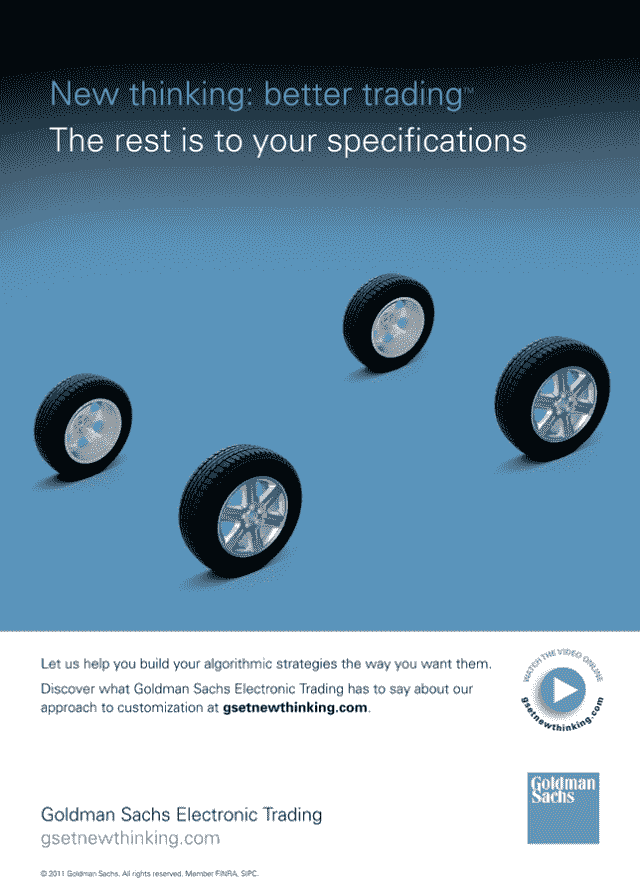 New thinking: better trading™
The rest is to your specifications
Let us help you build your algorithmic strategies the way you want them.
Discover what Goldman Sachs Electronic Trading has to say about our
approach to customization at gsetnewthinking.com.
WATCH THE VIDEO ONLINE
gsetnewthinking.com
Goldman
Sachs
Goldman Sachs Electronic Trading
gsetnewthinking.com
© 2011 Goldman Sachs. All rights reserved. Member FINRA, SIPC.